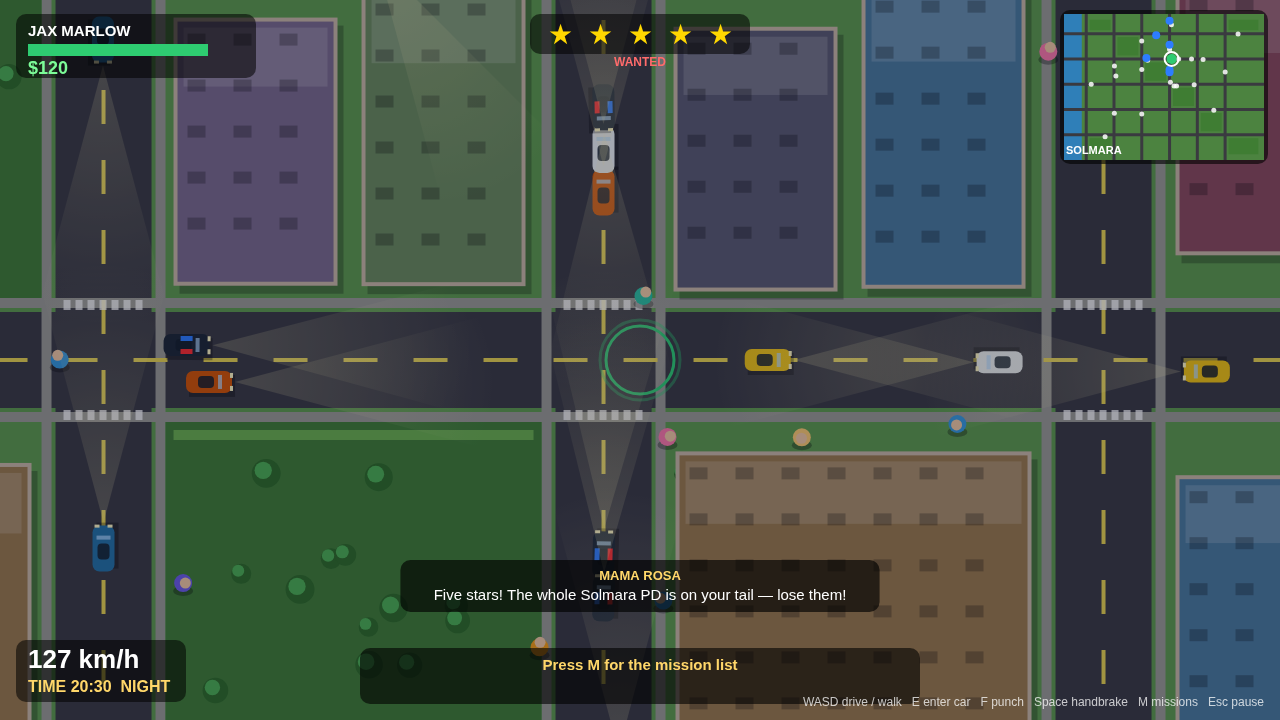 JAX MARLOW
$120
WANTED
SOLMARA
MAMA ROSA
Five stars! The whole Solmara PD is on your tail — lose them!
Press M for the mission list
127 km/h
TIME 20:30 NIGHT
WASD drive / walk E enter car F punch Space handbrake M missions Esc pause